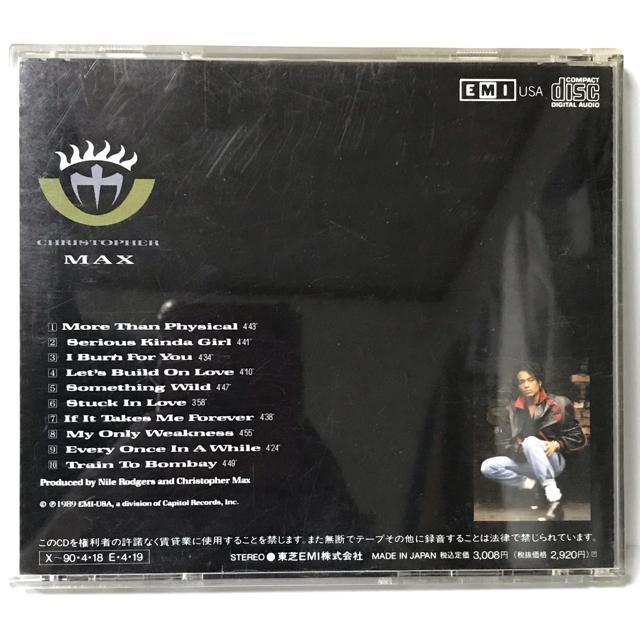 EMI USA
COMPACT
disc
DIGITAL AUDIO
CHRISTOPHER
MAX
1 More Than Physical 4'43"
2 Serious Kinda Girl 4'41"
3 I Burn For You 4'34"
4 Let's Build On Love 4'10"
5 Something Wild 4'47"
6 Stuck In Love 3'58"
7 If It Takes Me Forever 4'38"
8 My Only Weakness 4'55"
9 Every Once In A While 4'24"
10 Train To Bombay 4'49"
Produced by Nile Rodgers and Christopher Max
© ℗ 1989 EMI-USA, a division of Capitol Records, Inc.
このCDを権利者の許諾なく賃貸業に使用することを禁じます。また無断でテープその他に録音することは法律で禁じられています。
X~90・4・18 E・4・19 STEREO● 東芝EMI株式会社 MADE IN JAPAN 税込定価 3,008円 (税抜価格 2,920円)